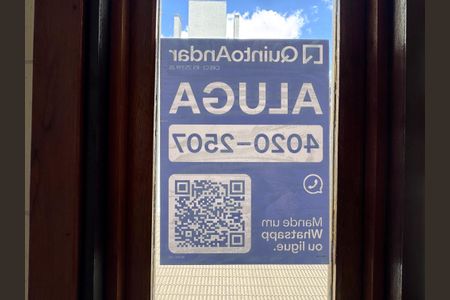 QuintoAndar
ALUGA
4020-2507
Mande um
Whatsapp
ou ligue.